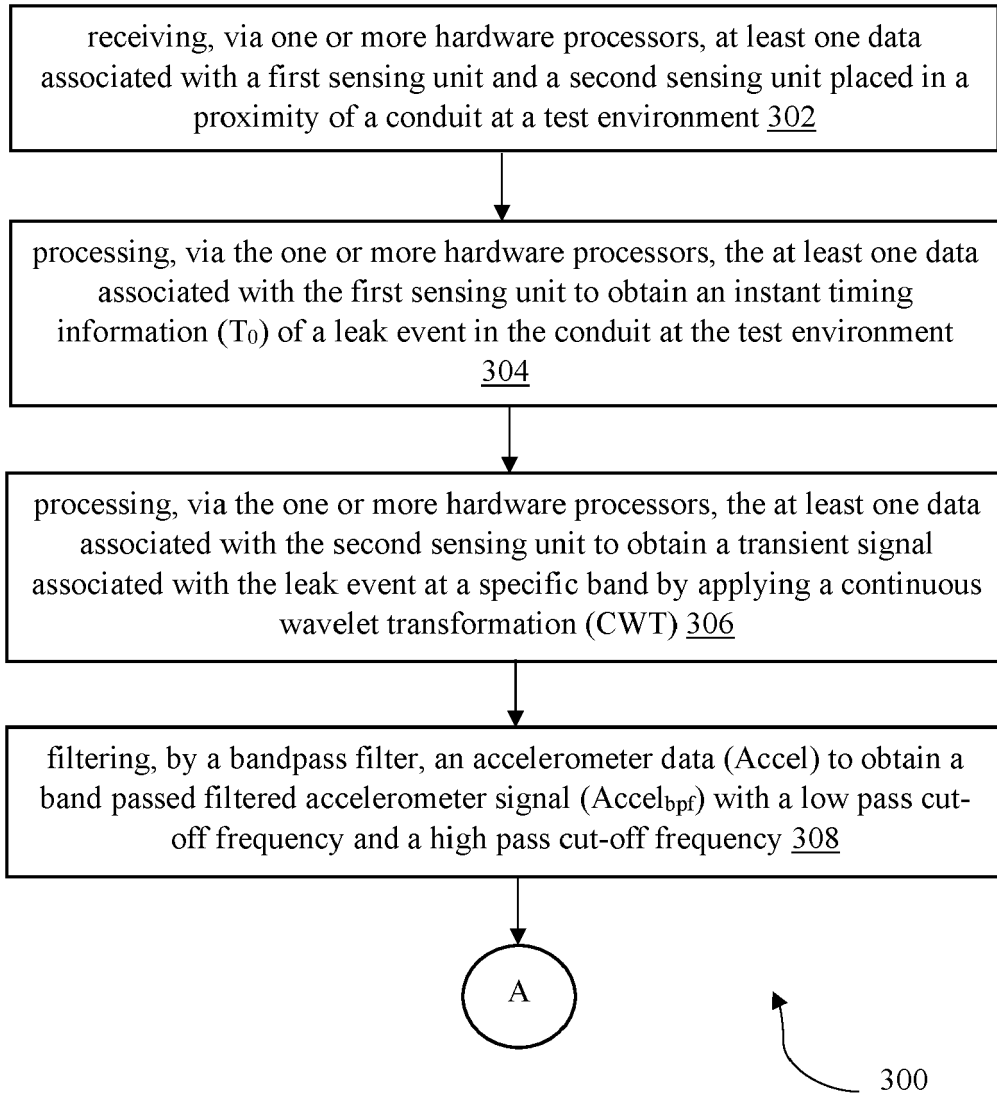 receiving, via one or more hardware processors, at least one data
associated with a first sensing unit and a second sensing unit placed in a
proximity of a conduit at a test environment 302
processing, via the one or more hardware processors, the at least one data
associated with the first sensing unit to obtain an instant timing
information (T₀) of a leak event in the conduit at the test environment
304
processing, via the one or more hardware processors, the at least one data
associated with the second sensing unit to obtain a transient signal
associated with the leak event at a specific band by applying a continuous
wavelet transformation (CWT) 306
filtering, by a bandpass filter, an accelerometer data (Accel) to obtain a
band passed filtered accelerometer signal (Accelbpf) with a low pass cut-
off frequency and a high pass cut-off frequency 308
A
300